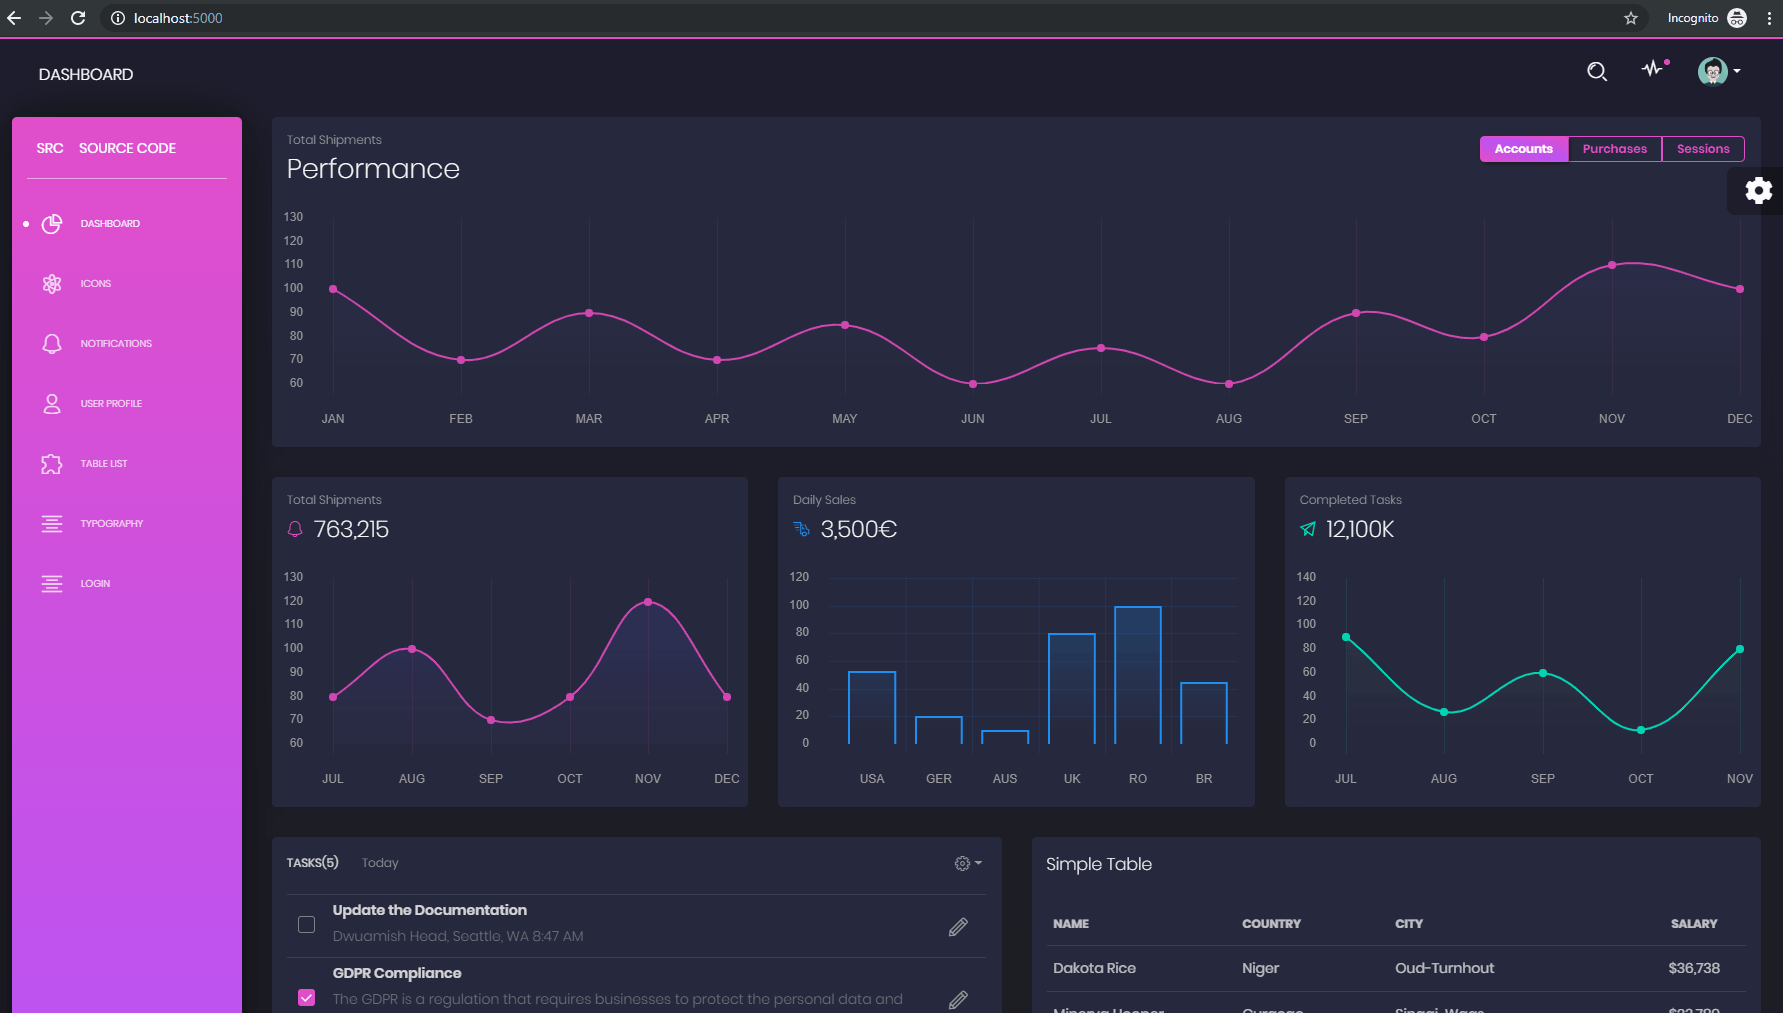 localhost:5000
Incognito
DASHBOARD
SRC SOURCE CODE
DASHBOARD
ICONS
NOTIFICATIONS
USER PROFILE
TABLE LIST
TYPOGRAPHY
LOGIN
Total Shipments
Performance
Accounts Purchases Sessions
130
120
110
100
90
80
70
60
JAN FEB MAR APR MAY JUN JUL AUG SEP OCT NOV DEC
Total Shipments
763,215
130
120
110
100
90
80
70
60
JUL AUG SEP OCT NOV DEC
Daily Sales
3,500€
120
100
80
60
40
20
0
USA GER AUS UK RO BR
Completed Tasks
12,100K
140
120
100
80
60
40
20
0
JUL AUG SEP OCT NOV
TASKS(5) Today
Update the Documentation
Dwuamish Head, Seattle, WA 8:47 AM
GDPR Compliance
The GDPR is a regulation that requires businesses to protect the personal data and
Simple Table
NAME COUNTRY CITY SALARY
Dakota Rice Niger Oud-Turnhout $36,738